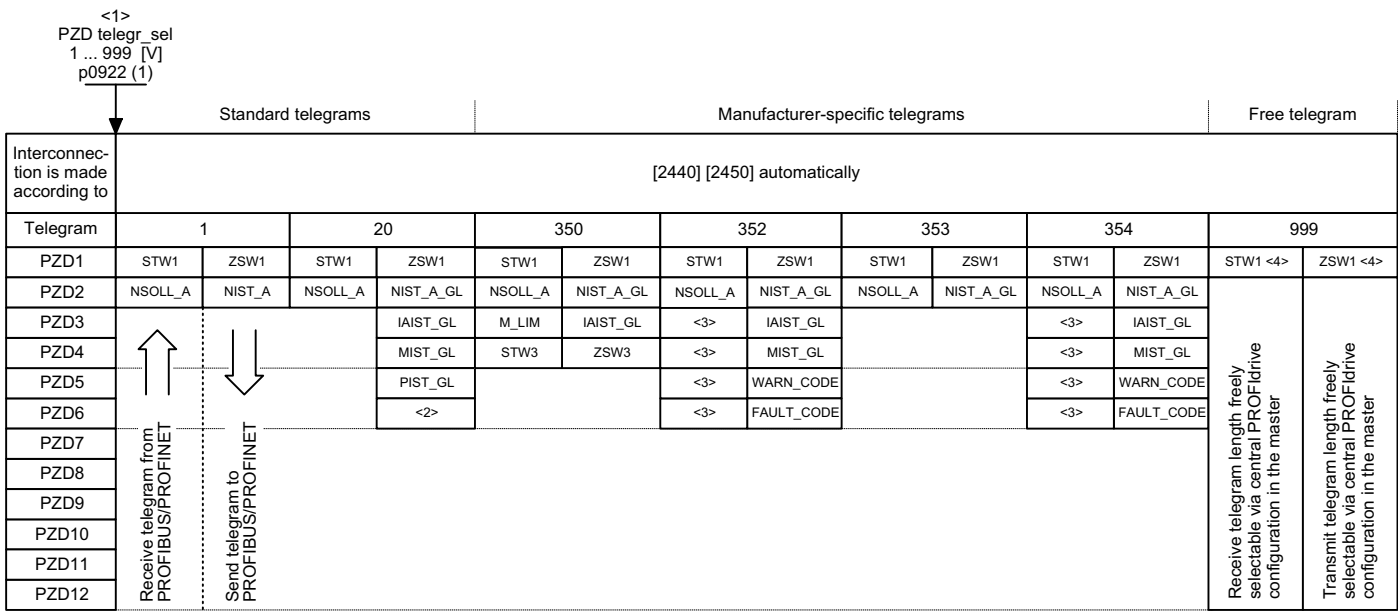 <1>
PZD telegr_sel
1 ... 999 [V]
p0922 (1)
Standard telegrams
Manufacturer-specific telegrams
Free telegram
Interconnec-
tion is made
according to
[2440] [2450] automatically
Telegram 1 20 350 352 353 354 999
PZD1 STW1 ZSW1 STW1 ZSW1 STW1 ZSW1 STW1 ZSW1 STW1 ZSW1 STW1 ZSW1 STW1 <4> ZSW1 <4>
PZD2 NSOLL_A NIST_A NSOLL_A NIST_A_GL NSOLL_A NIST_A_GL NSOLL_A NIST_A_GL NSOLL_A NIST_A_GL NSOLL_A NIST_A_GL
PZD3 IAIST_GL M_LIM IAIST_GL <3> IAIST_GL <3> IAIST_GL
PZD4 MIST_GL STW3 ZSW3 <3> MIST_GL <3> MIST_GL
PZD5 PIST_GL <3> WARN_CODE <3> WARN_CODE
PZD6 <2> <3> FAULT_CODE <3> FAULT_CODE
PZD7
PZD8
PZD9
PZD10
PZD11
PZD12
Receive telegram from
PROFIBUS/PROFINET
Send telegram to
PROFIBUS/PROFINET
Receive telegram length freely
selectable via central PROFIdrive
configuration in the master
Transmit telegram length freely
selectable via central PROFIdrive
configuration in the master